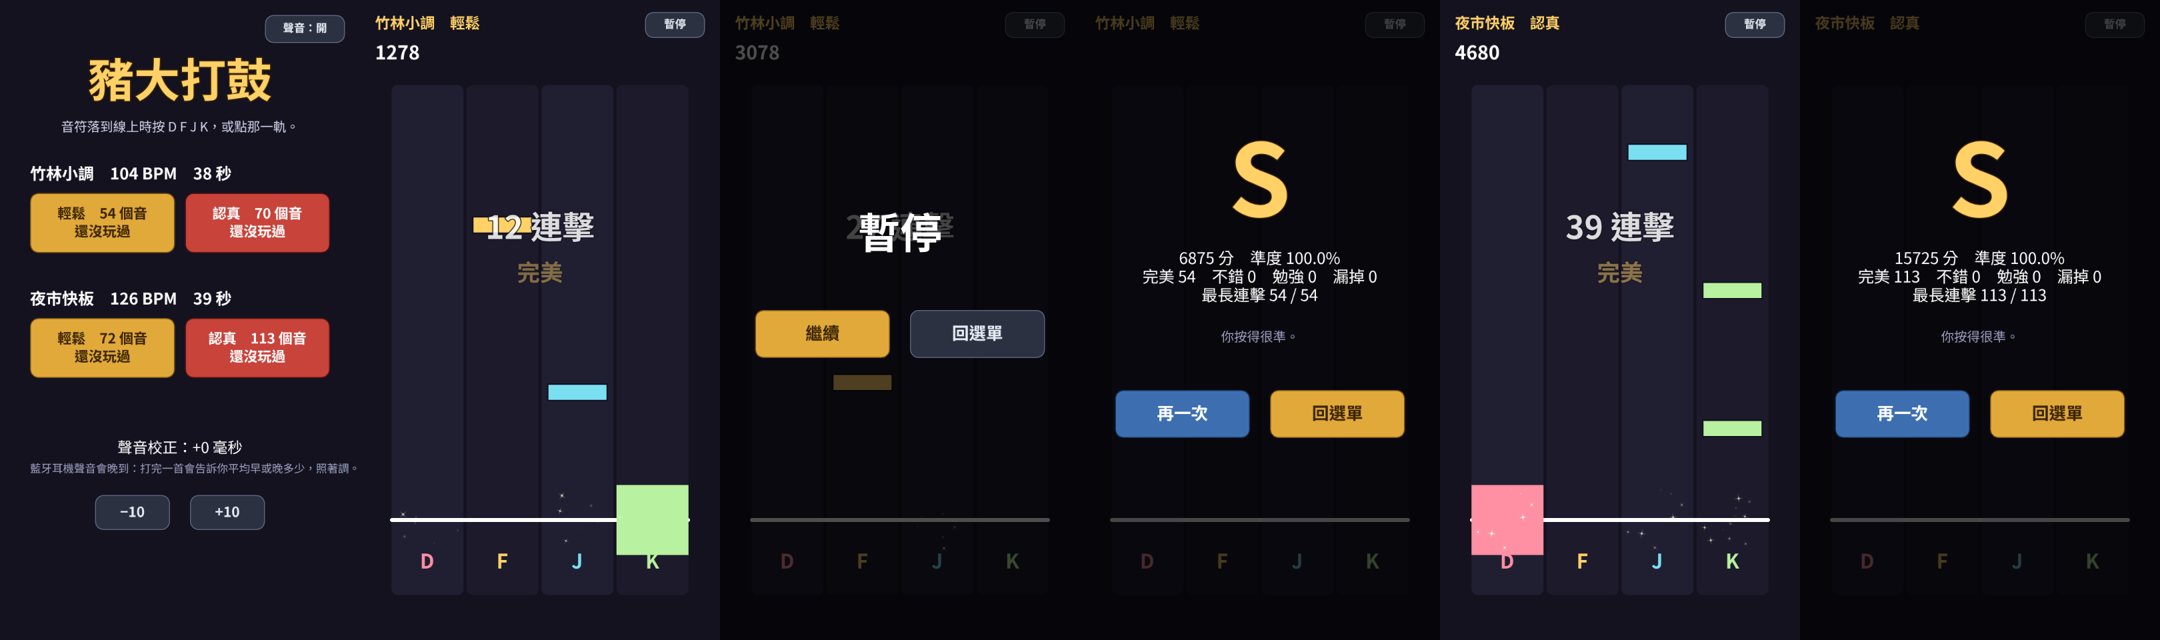 聲音：開
豬大打鼓
音符落到線上時按 D F J K，或點那一軌。
竹林小調 104 BPM 38 秒
輕鬆 54 個音
還沒玩過
認真 70 個音
還沒玩過
夜市快板 126 BPM 39 秒
輕鬆 72 個音
還沒玩過
認真 113 個音
還沒玩過
聲音校正：+0 毫秒
藍牙耳機聲音會晚到：打完一首會告訴你平均早或晚多少，照著調。
−10
+10
竹林小調 輕鬆
暫停
1278
12 連擊
完美
D F J K
竹林小調 輕鬆
暫停
3078
暫停
繼續
回選單
D F J K
竹林小調 輕鬆
暫停
S
6875 分 準度 100.0%
完美 54 不錯 0 勉強 0 漏掉 0
最長連擊 54 / 54
你按得很準。
再一次
回選單
D F J K
夜市快板 認真
暫停
4680
39 連擊
完美
D F J K
夜市快板 認真
暫停
S
15725 分 準度 100.0%
完美 113 不錯 0 勉強 0 漏掉 0
最長連擊 113 / 113
你按得很準。
再一次
回選單
D F J K